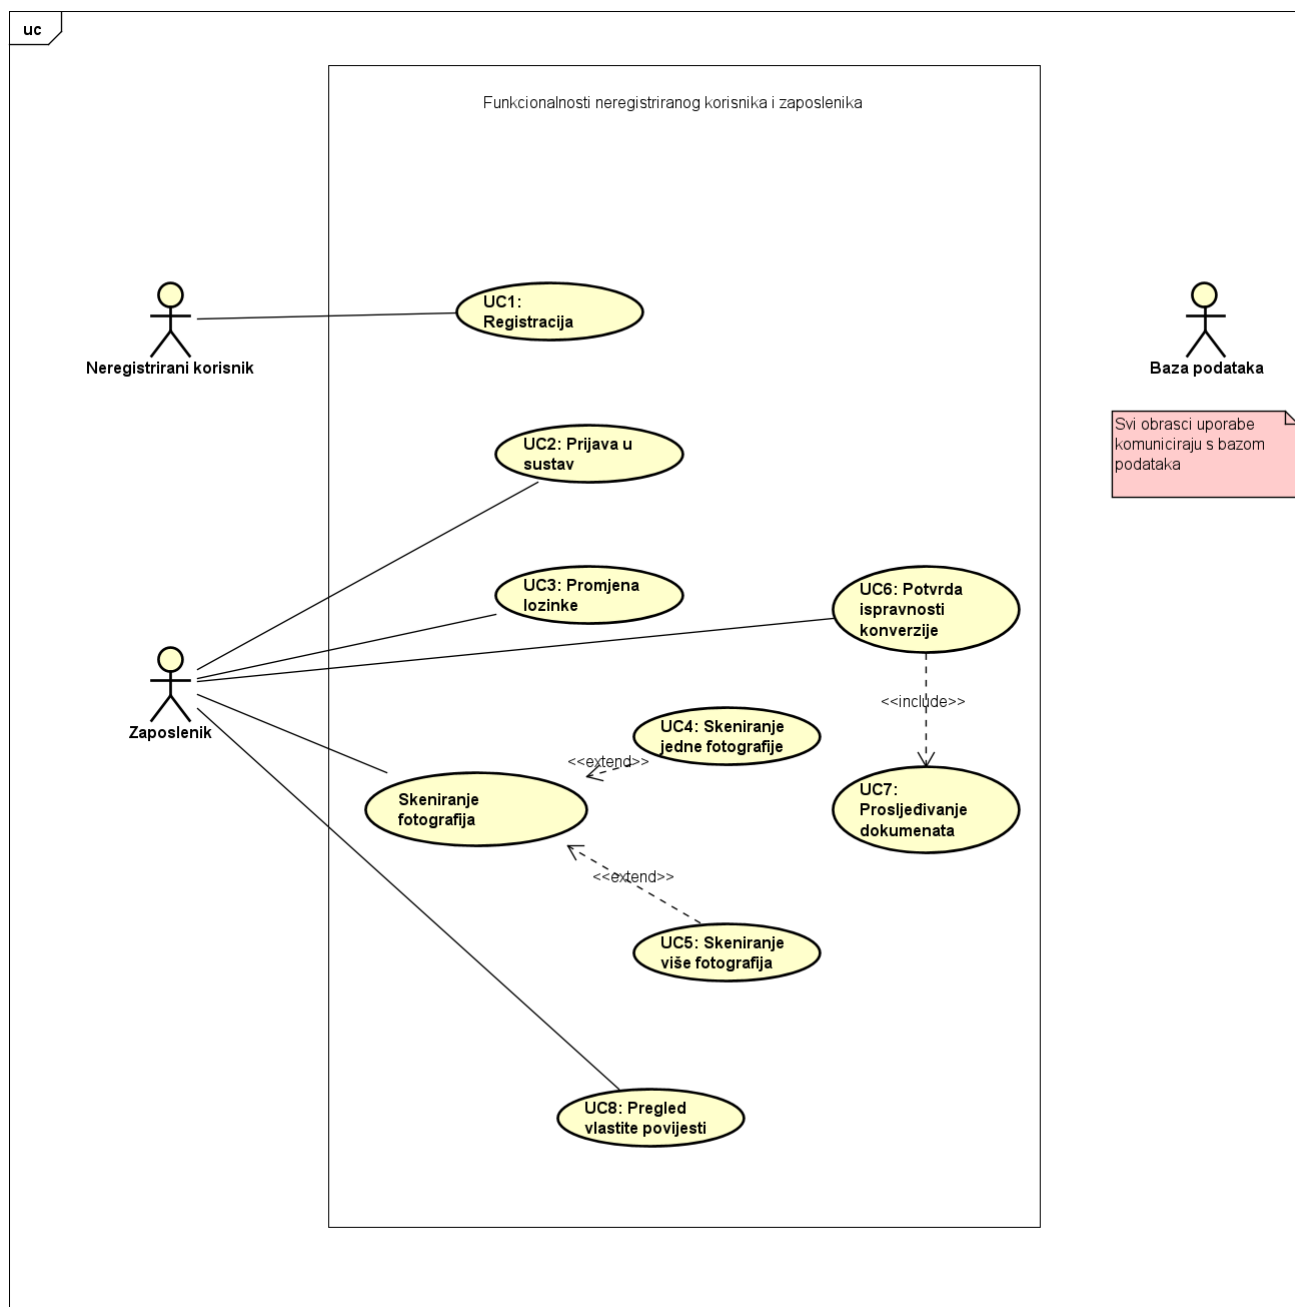 uc
Funkcionalnosti neregistriranog korisnika i zaposlenika
UC1:
Registracija
Neregistrirani korisnik
Baza podataka
Svi obrasci uporabe
komuniciraju s bazom
podataka
UC2: Prijava u
sustav
UC3: Promjena
lozinke
UC6: Potvrda
ispravnosti
konverzije
Zaposlenik
<<include>>
UC4: Skeniranje
jedne fotografije
<<extend>>
Skeniranje
fotografija
UC7:
Prosljeđivanje
dokumenata
<<extend>>
UC5: Skeniranje
više fotografija
UC8: Pregled
vlastite povijesti